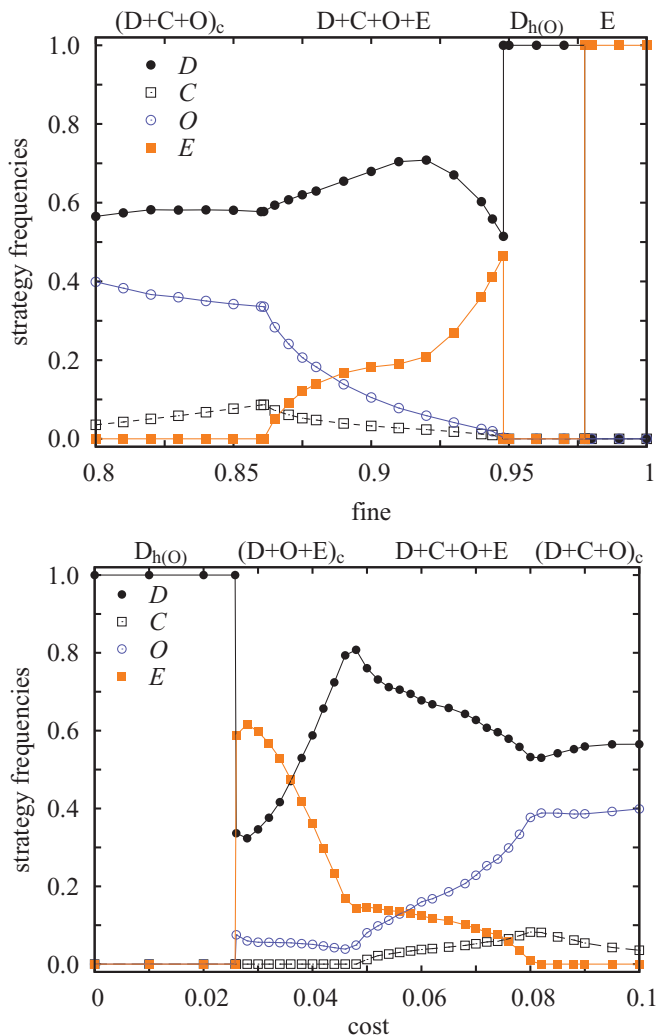 (D+C+O)c D+C+O+E Dh(O) E
1.0
D
C
0.8
O
E
0.6
0.4
0.2
0.0
strategy frequencies
0.8 0.85 0.9 0.95 1
fine
Dh(O) (D+O+E)c D+C+O+E (D+C+O)c
1.0
D
C
0.8
O
E
0.6
0.4
0.2
0.0
strategy frequencies
0 0.02 0.04 0.06 0.08 0.1
cost